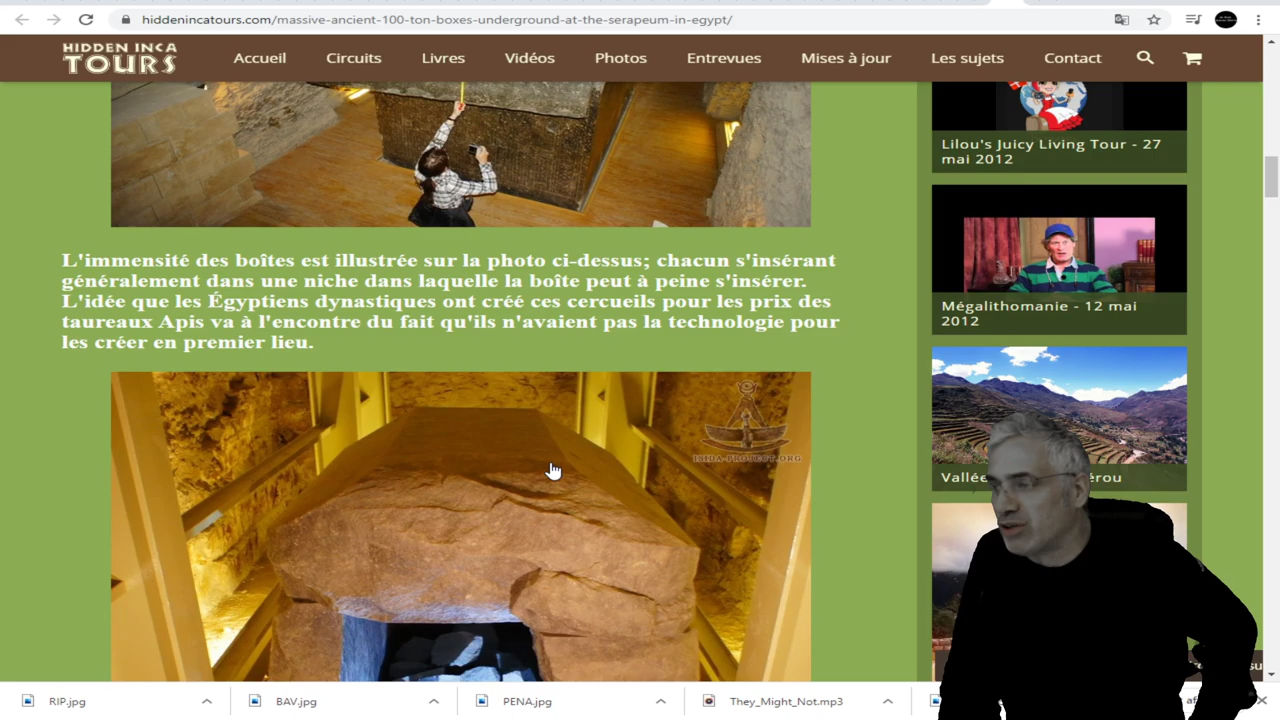 hiddenincatours.com/massive-ancient-100-ton-boxes-underground-at-the-serapeum-in-egypt/
HIDDEN INCA
TOURS
Accueil
Circuits
Livres
Vidéos
Photos
Entrevues
Mises à jour
Les sujets
Contact
L'immensité des boîtes est illustrée sur la photo ci-dessus; chacun s'insérant
généralement dans une niche dans laquelle la boîte peut à peine s'insérer.
L'idée que les Égyptiens dynastiques ont créé ces cercueils pour les prix des
taureaux Apis va à l'encontre du fait qu'ils n'avaient pas la technologie pour
les créer en premier lieu.
ISIDA-PROJECT.ORG
Lilou's Juicy Living Tour - 27
mai 2012
Mégalithomanie - 12 mai
2012
RIP.jpg
BAV.jpg
PENA.jpg
They_Might_Not.mp3